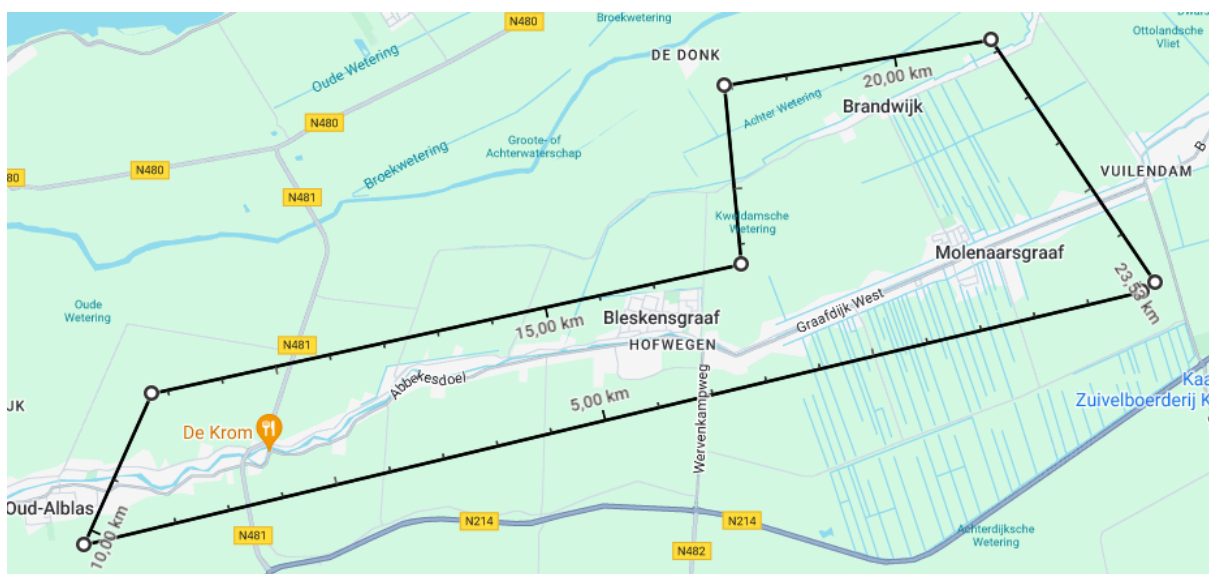 N480
Broekwetering
Dwars
DE DONK
Ottolandsche
Vliet
Oude Wetering
20,00 km
Brandwijk
Achter Wetering
N480
Groote- of
Achterwaterschap
Broekwetering
N480
80
N481
VUILENDAM
B
Kweldamsche
Wetering
Molenaarsgraaf
23,53 km
Oude
Wetering
15,00 km
Bleskensgraaf
Graafdijk West
N481
HOFWEGEN
Abbekesdoel
JK
5,00 km
Kaa
Zuivelboerderij K
De Krom
Wervenkampweg
Oud-Alblas
10,00 km
N481
N214
N214
Achterdijksche
Wetering
N482